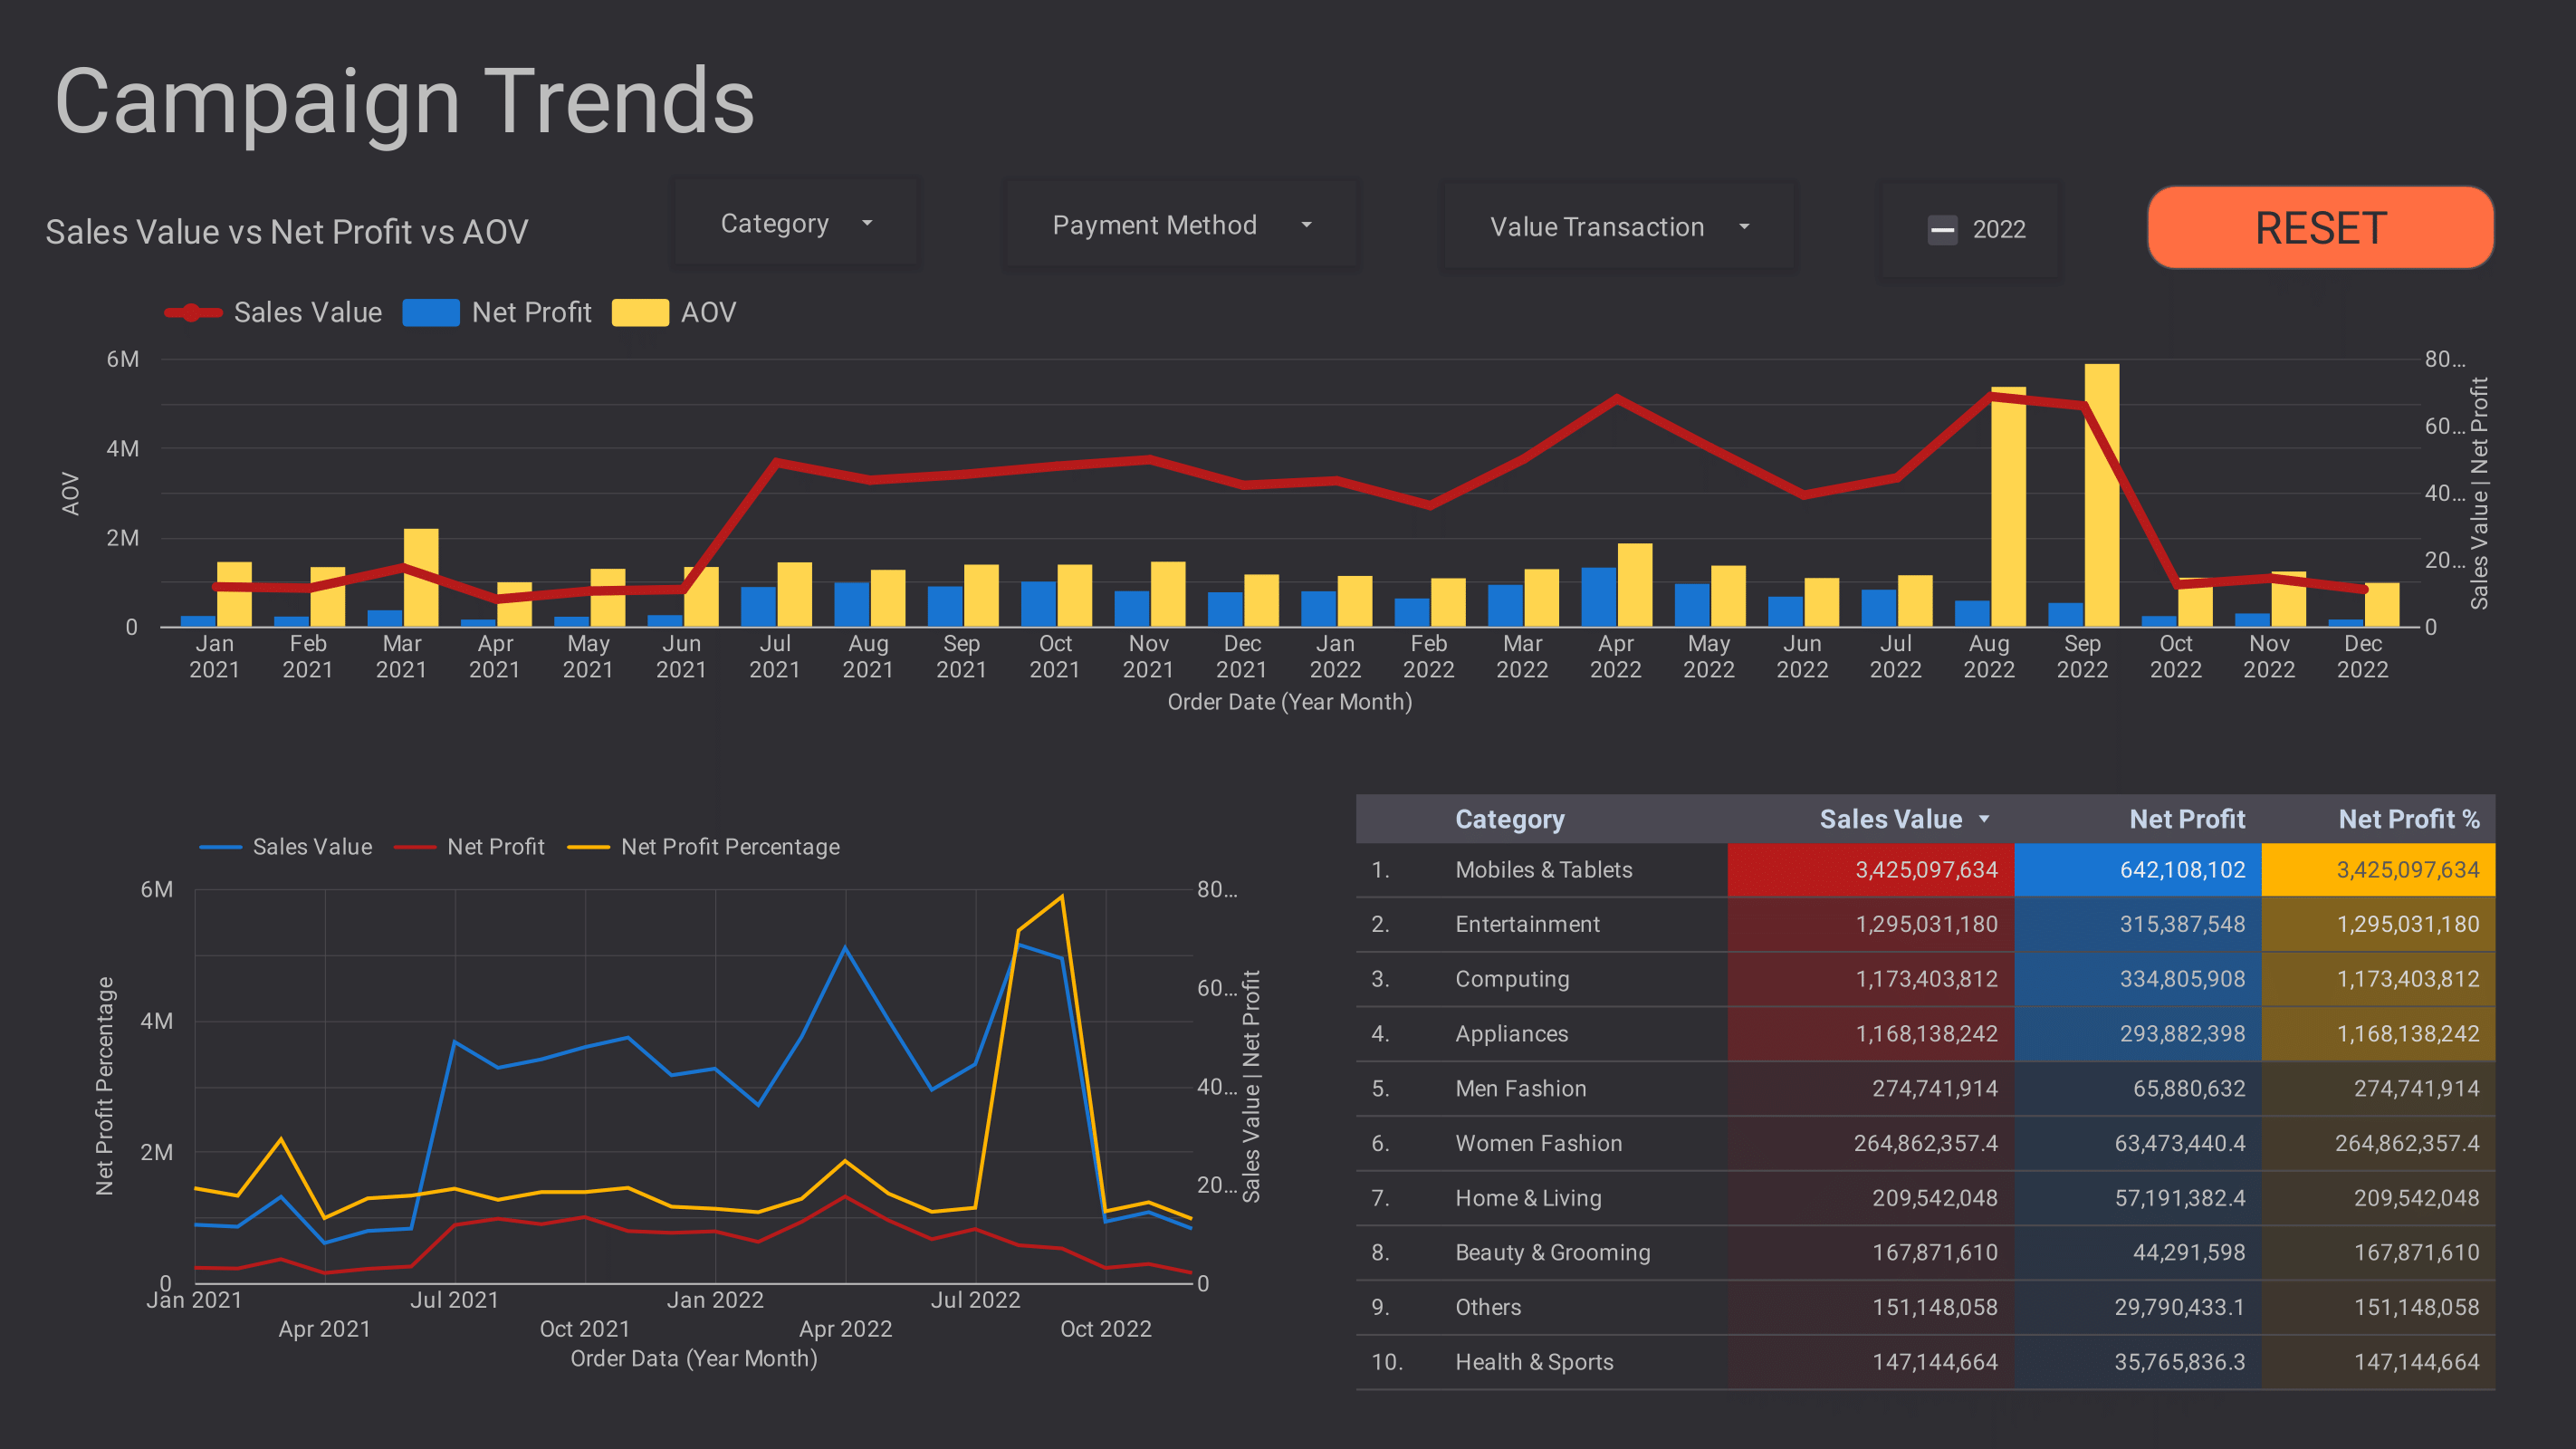 Campaign Trends
Sales Value vs Net Profit vs AOV
Category
Payment Method
Value Transaction
2022
RESET
Sales Value Net Profit AOV
6M
4M
2M
0
AOV
80...
60...
40...
20...
0
Sales Value | Net Profit
Jan Feb Mar Apr May Jun Jul Aug Sep Oct Nov Dec Jan Feb Mar Apr May Jun Jul Aug Sep Oct Nov Dec
2021 2021 2021 2021 2021 2021 2021 2021 2021 2021 2021 2021 2022 2022 2022 2022 2022 2022 2022 2022 2022 2022 2022 2022
Order Date (Year Month)
Sales Value Net Profit Net Profit Percentage
6M
4M
2M
0
Net Profit Percentage
80...
60...
40...
20...
0
Sales Value | Net Profit
Jan 2021 Jul 2021 Jan 2022 Jul 2022
Apr 2021 Oct 2021 Apr 2022 Oct 2022
Order Data (Year Month)
Category Sales Value Net Profit Net Profit %
1. Mobiles & Tablets 3,425,097,634 642,108,102 3,425,097,634
2. Entertainment 1,295,031,180 315,387,548 1,295,031,180
3. Computing 1,173,403,812 334,805,908 1,173,403,812
4. Appliances 1,168,138,242 293,882,398 1,168,138,242
5. Men Fashion 274,741,914 65,880,632 274,741,914
6. Women Fashion 264,862,357.4 63,473,440.4 264,862,357.4
7. Home & Living 209,542,048 57,191,382.4 209,542,048
8. Beauty & Grooming 167,871,610 44,291,598 167,871,610
9. Others 151,148,058 29,790,433.1 151,148,058
10. Health & Sports 147,144,664 35,765,836.3 147,144,664